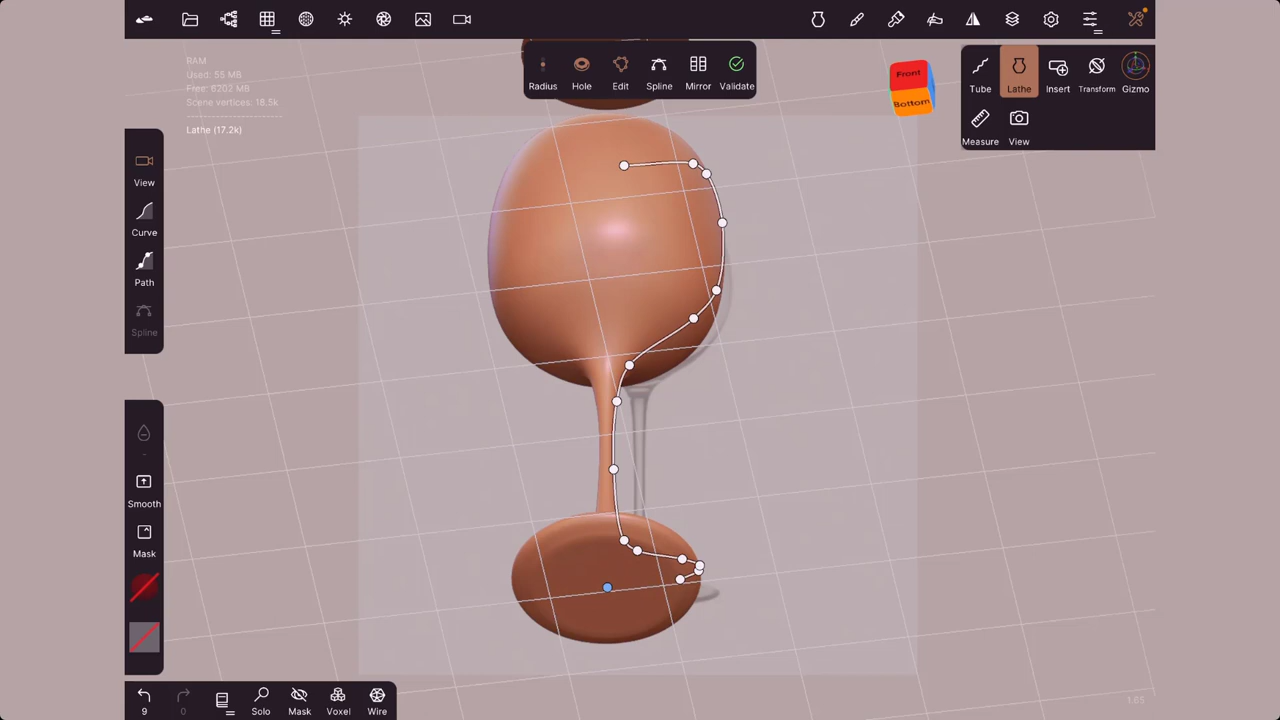 RAM
Used: 55 MB
Free: 6202 MB
Scene vertices: 18.5k
Lathe (17.2k)
Radius
Hole
Edit
Spline
Mirror
Validate
Front
Bottom
Tube
Lathe
Insert
Transform
Gizmo
Measure
View
View
Curve
Path
Spline
Smooth
Mask
9
0
Solo
Mask
Voxel
Wire
1.05